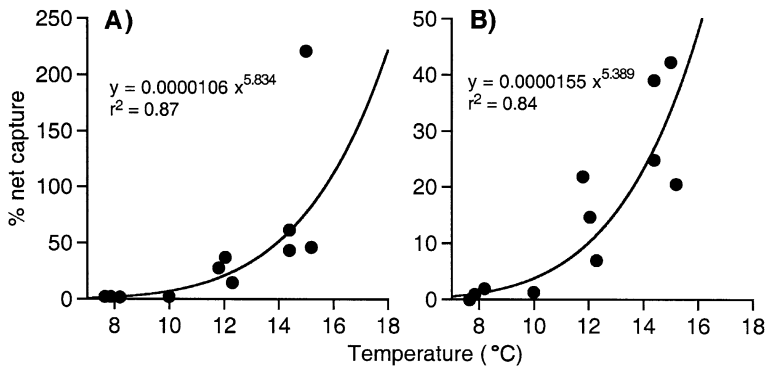 A)
y = 0.0000106 x^5.834
r² = 0.87
250
200
150
100
50
0
% net capture
8 10 12 14 16 18
B)
y = 0.0000155 x^5.389
r² = 0.84
50
40
30
20
10
0
8 10 12 14 16 18
Temperature (°C)